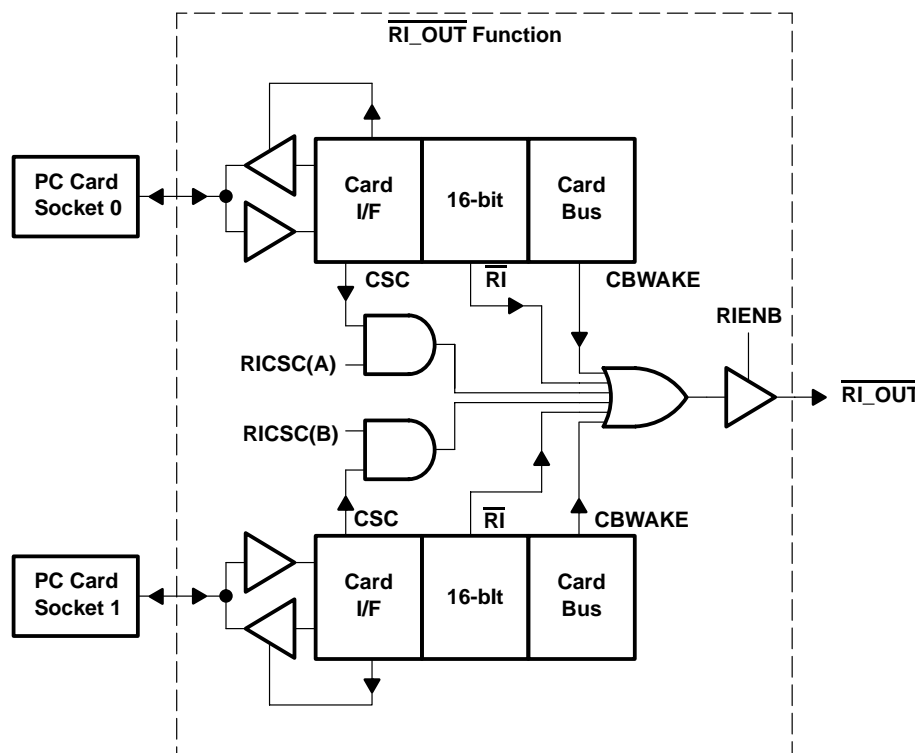 RI_OUT Function
PC Card
Socket 0
Card
I/F
16-bit
Card
Bus
CSC
RI
CBWAKE
RIENB
RICSC(A)
RI_OUT
RICSC(B)
CSC
RI
CBWAKE
PC Card
Socket 1
Card
I/F
16-bIt
Card
Bus